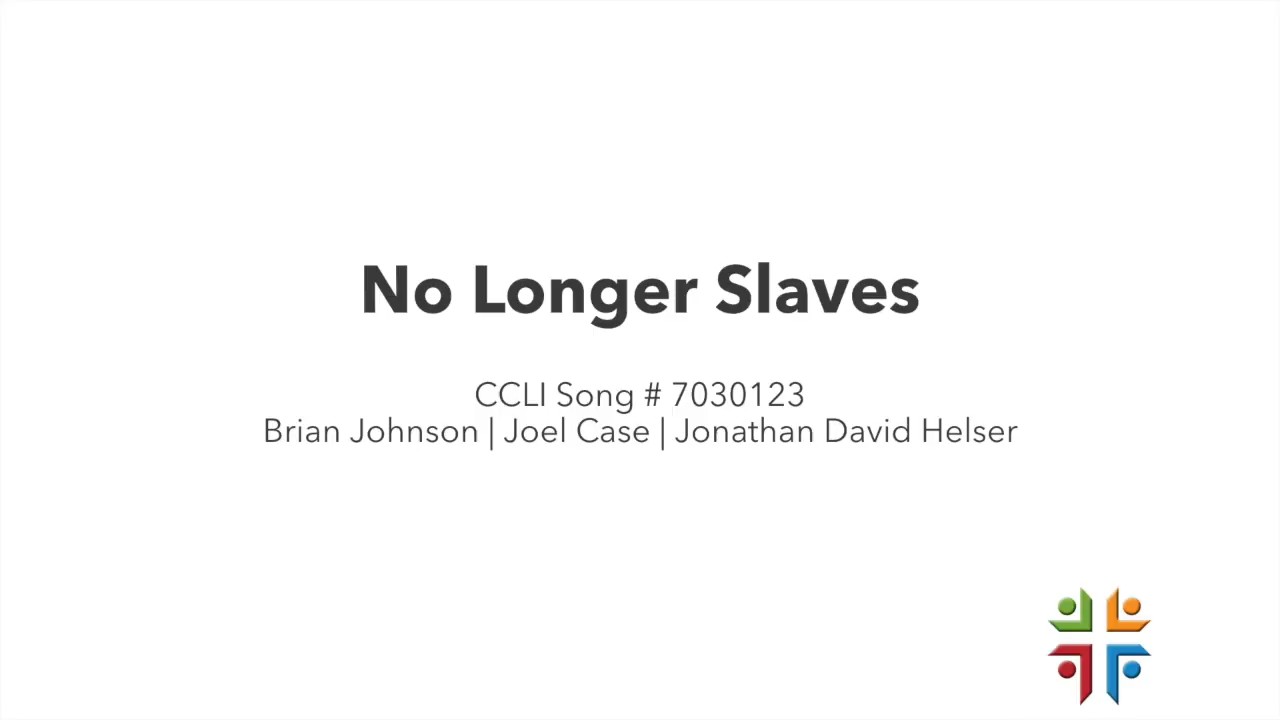 No Longer Slaves
CCLI Song # 7030123
Brian Johnson | Joel Case | Jonathan David Helser